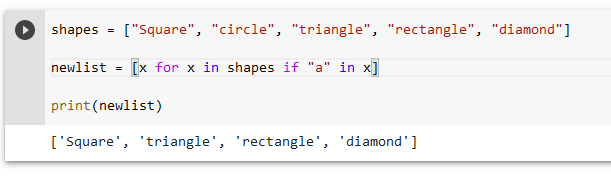 shapes = ["Square", "circle", "triangle", "rectangle", "diamond"]
newlist = [x for x in shapes if "a" in x]
print(newlist)
['Square', 'triangle', 'rectangle', 'diamond']